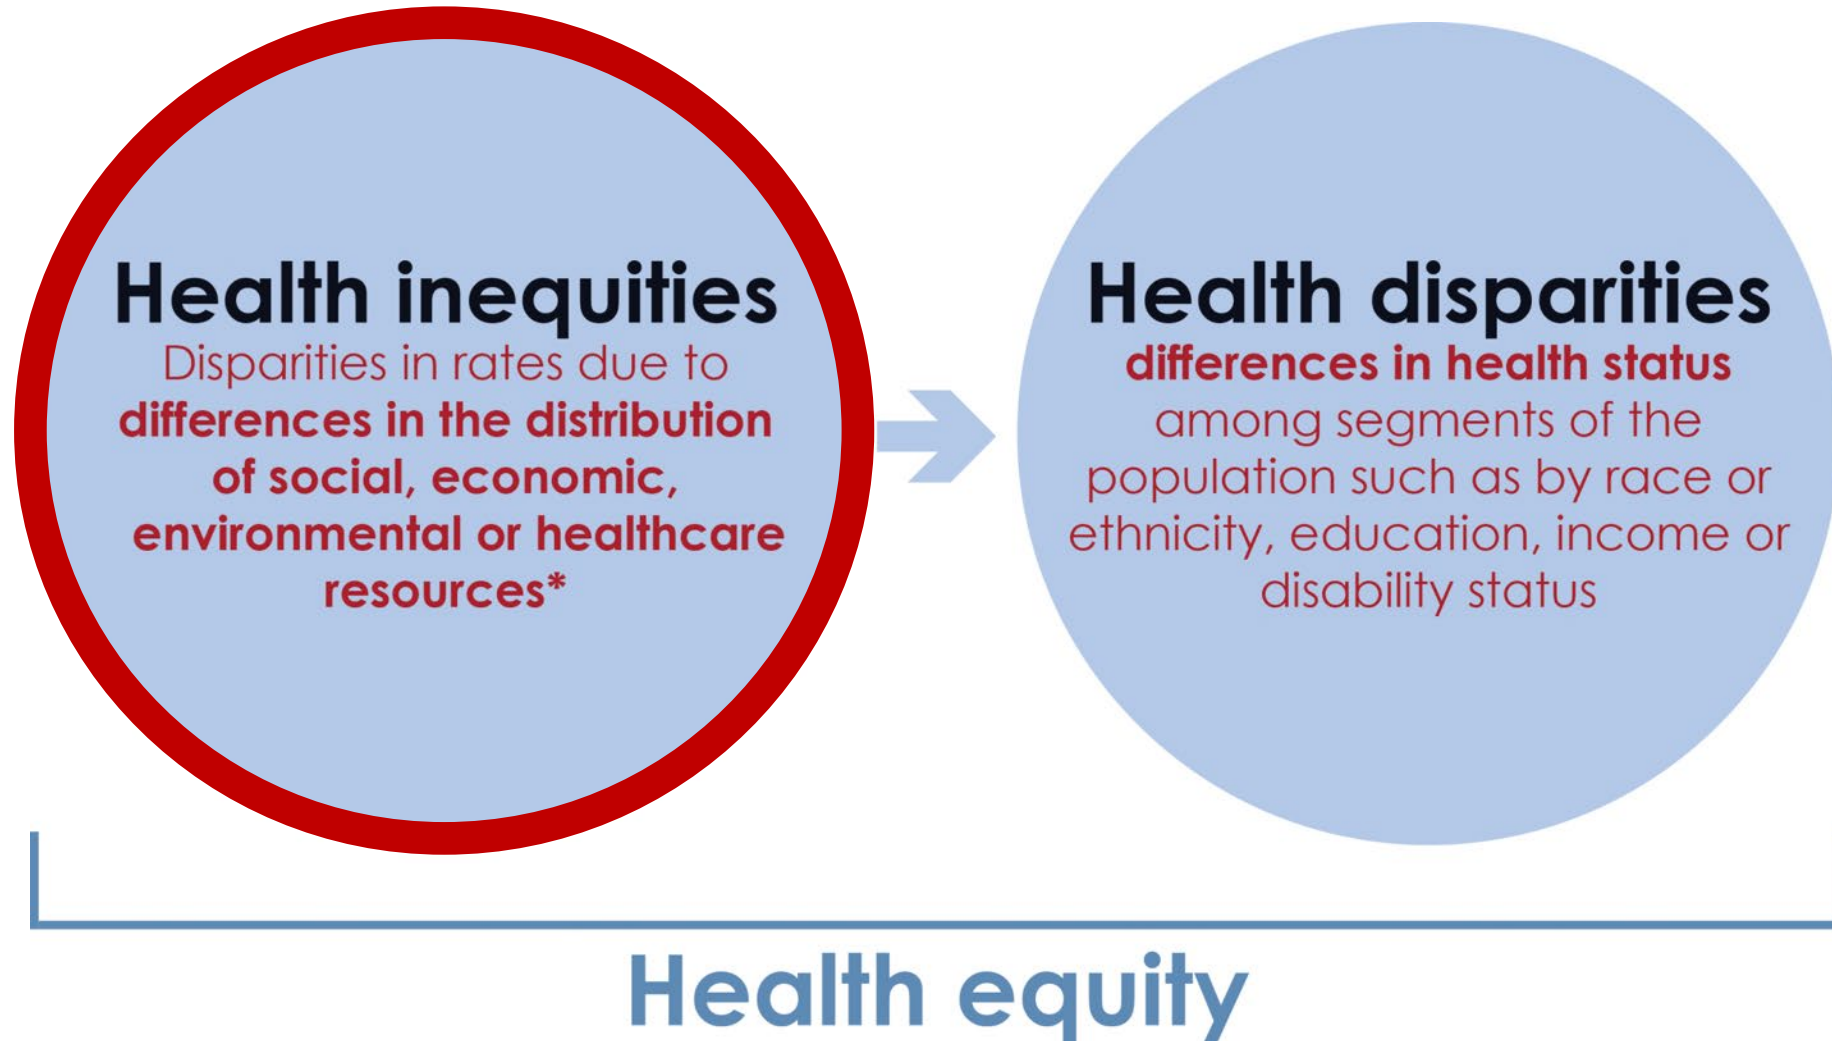 Health inequities
Disparities in rates due to
differences in the distribution
of social, economic,
environmental or healthcare
resources*
Health disparities
differences in health status
among segments of the
population such as by race or
ethnicity, education, income or
disability status
Health equity